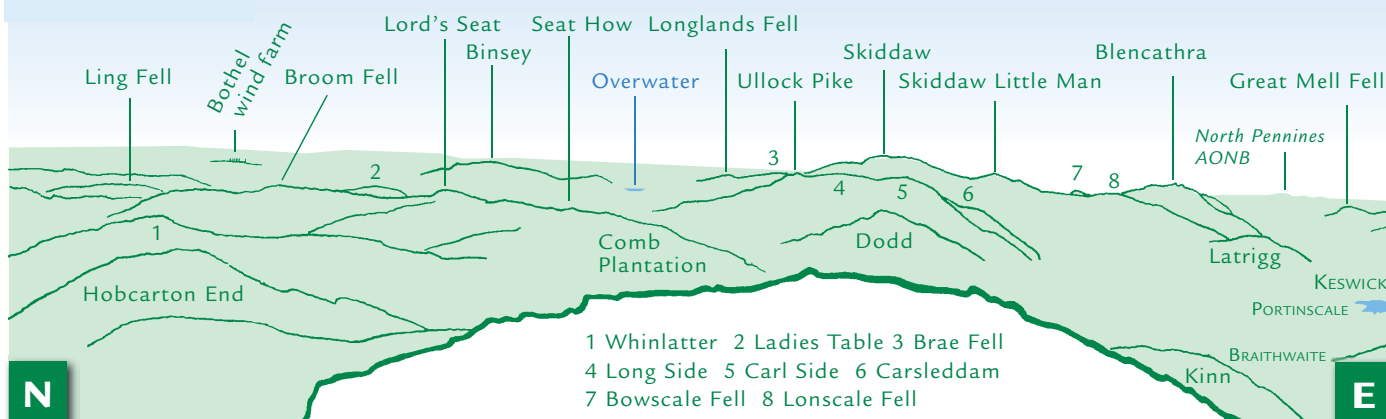 Lord's Seat
Seat How
Longlands Fell
Binsey
Skiddaw
Blencathra
Ling Fell
Bothel
wind farm
Broom Fell
Overwater
Ullock Pike
Skiddaw Little Man
Great Mell Fell
North Pennines
AONB
3
2
4
5
6
7
8
1
Comb
Plantation
Dodd
Latrigg
Hobcarton End
KESWICK
PORTINSCALE
BRAITHWAITE
Kinn
1 Whinlatter 2 Ladies Table 3 Brae Fell
4 Long Side 5 Carl Side 6 Carsleddam
7 Bowscale Fell 8 Lonscale Fell
N
E